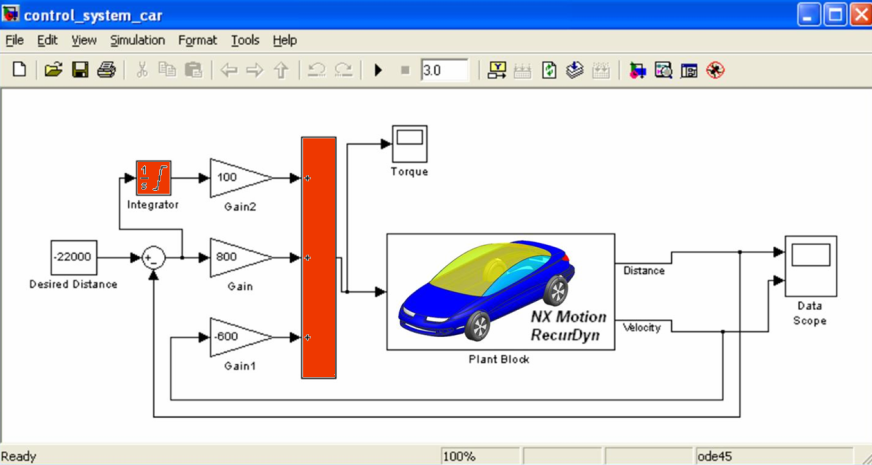 control_system_car
File Edit View Simulation Format Tools Help
3.0
Torque
1
s
Integrator
100
Gain2
+
-22000
Desired Distance
+
-
800
Gain
+
-600
Gain1
+
NX Motion
RecurDyn
Plant Block
Distance
Velocity
Data
Scope
Ready
100%
ode45